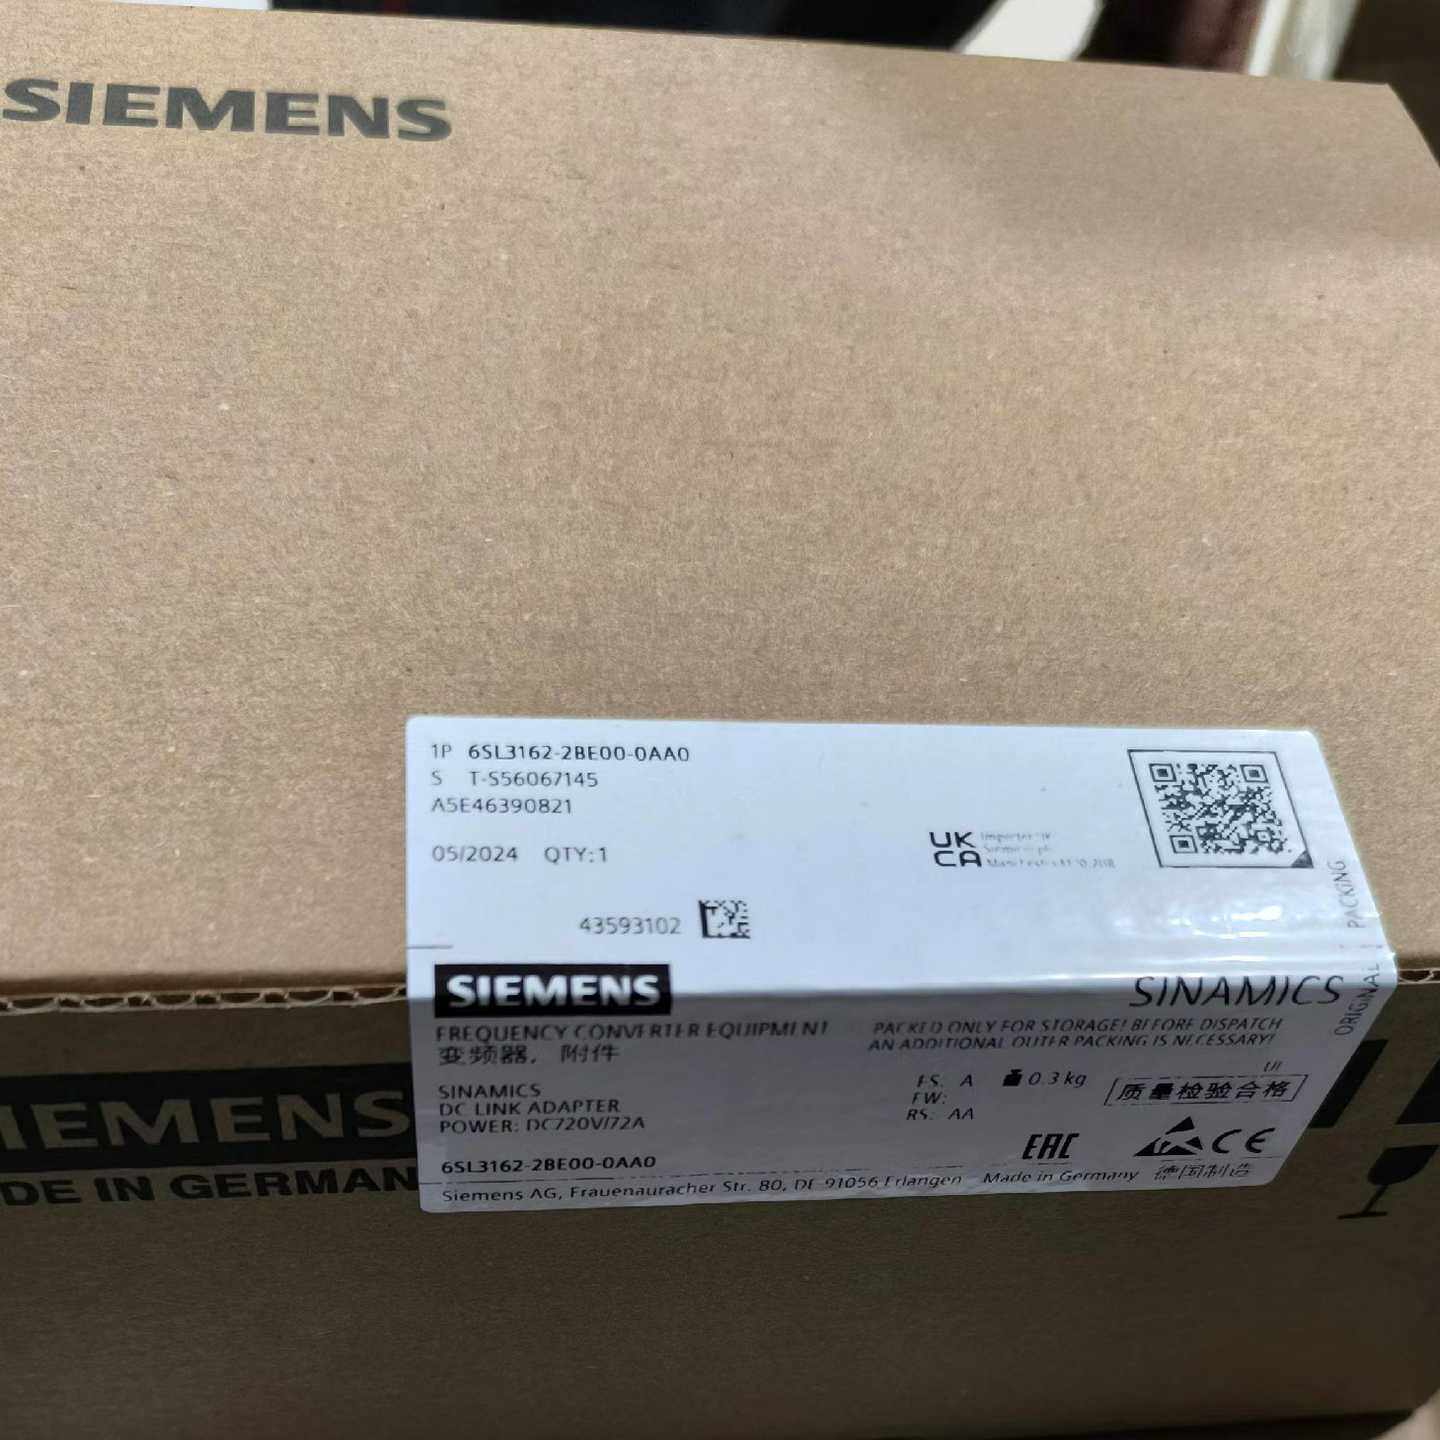 SIEMENS
1P 6SL3162-2BE00-0AA0
S T-S56067145
A5E46390821
05/2024 QTY:1
UK
CA
43593102
PACKING
ORIGINAL
SIEMENS
SINAMICS
FREQUENCY CONVERTER EQUIPMENT
变频器，附件
PACKED ONLY FOR STORAGE! BEFORE DISPATCH
AN ADDITIONAL OUTER PACKING IS NECESSARY!
SINAMICS
DC LINK ADAPTER
POWER: DC720V/72A
FS: A 0.3 kg
FW:
RS: AA
质量检验合格
EAC
CE
6SL3162-2BE00-0AA0
Siemens AG, Frauenauracher Str. 80, DE-91056 Erlangen Made in Germany 德国制造
IEMENS
DE IN GERMAN